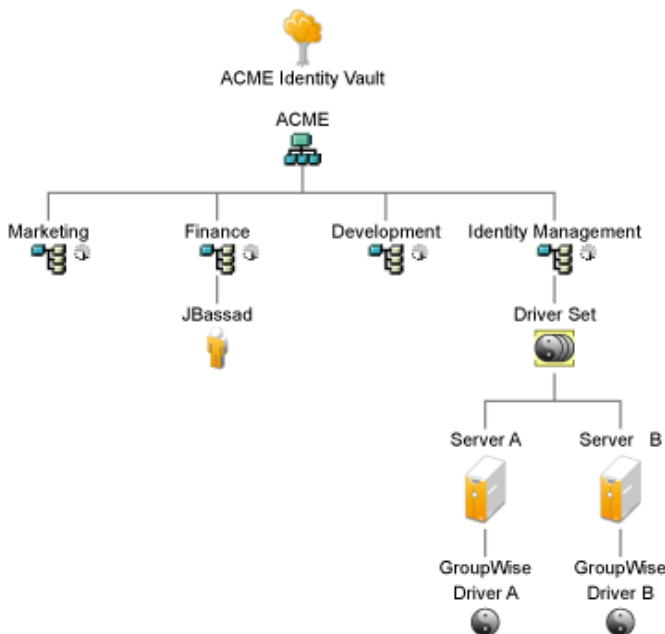 ACME Identity Vault
ACME
Marketing
Finance
Development
Identity Management
JBassad
Driver Set
Server A
Server B
GroupWise
Driver A
GroupWise
Driver B